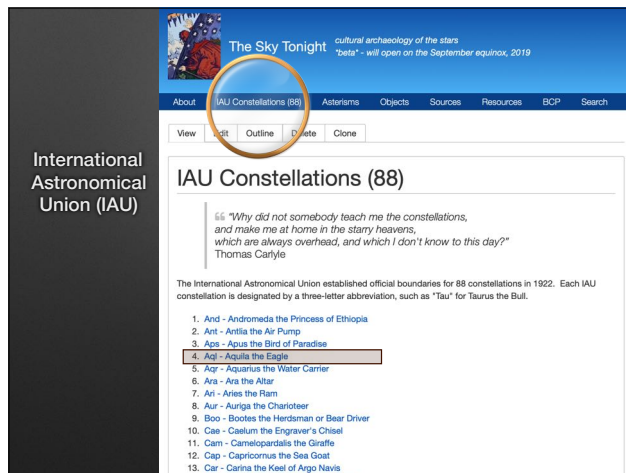 The Sky Tonight
cultural archaeology of the stars
*beta* - will open on the September equinox, 2019
About IAU Constellations (88) Asterisms Objects Sources Resources BCP Search
View Edit Outline Delete Clone
International
Astronomical
Union (IAU)
IAU Constellations (88)
“Why did not somebody teach me the constellations,
and make me at home in the starry heavens,
which are always overhead, and which I don't know to this day?”
Thomas Carlyle
The International Astronomical Union established official boundaries for 88 constellations in 1922. Each IAU
constellation is designated by a three-letter abbreviation, such as "Tau" for Taurus the Bull.
1. And - Andromeda the Princess of Ethiopia
2. Ant - Antlia the Air Pump
3. Aps - Apus the Bird of Paradise
4. Aql - Aquila the Eagle
5. Aqr - Aquarius the Water Carrier
6. Ara - Ara the Altar
7. Ari - Aries the Ram
8. Aur - Auriga the Charioteer
9. Boo - Bootes the Herdsman or Bear Driver
10. Cae - Caelum the Engraver's Chisel
11. Cam - Camelopardalis the Giraffe
12. Cap - Capricornus the Sea Goat
13. Car - Carina the Keel of Argo Navis